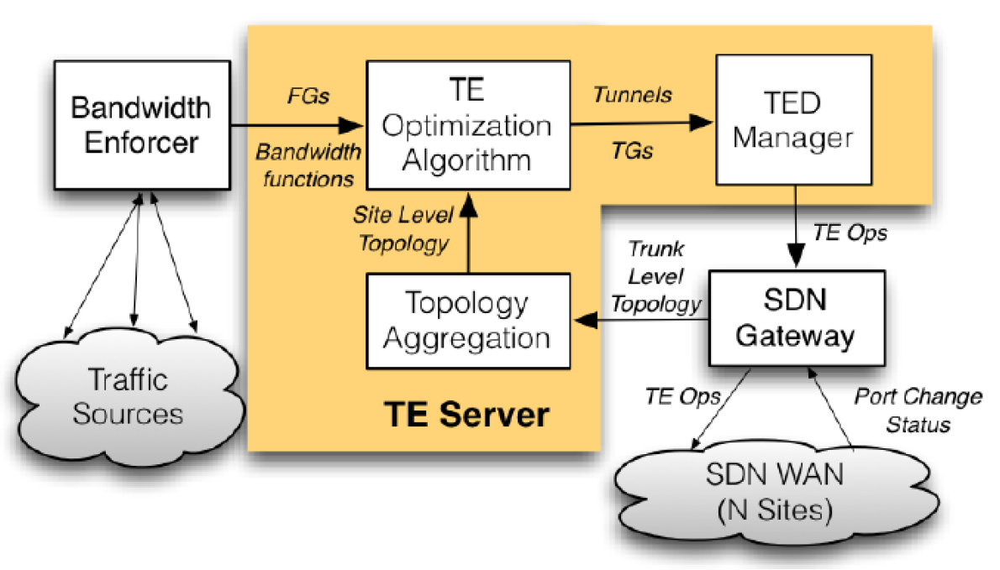 Bandwidth
Enforcer
FGs
Bandwidth
functions
TE
Optimization
Algorithm
Tunnels
TGs
TED
Manager
Site Level
Topology
TE Ops
Trunk
Level
Topology
Topology
Aggregation
SDN
Gateway
Traffic
Sources
TE Server
TE Ops
Port Change
Status
SDN WAN
(N Sites)